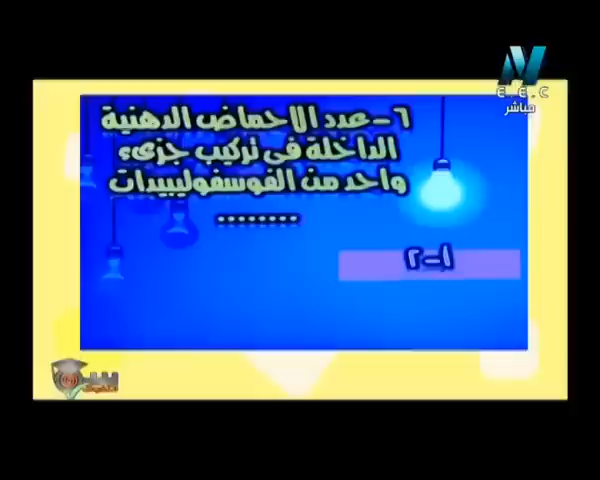 E.E.C
مباشر
٦-عدد الاحماض الدهنية
الداخلة فى تركيب جزىء
واحد من الفوسفوليبيدات
........
ا-٢